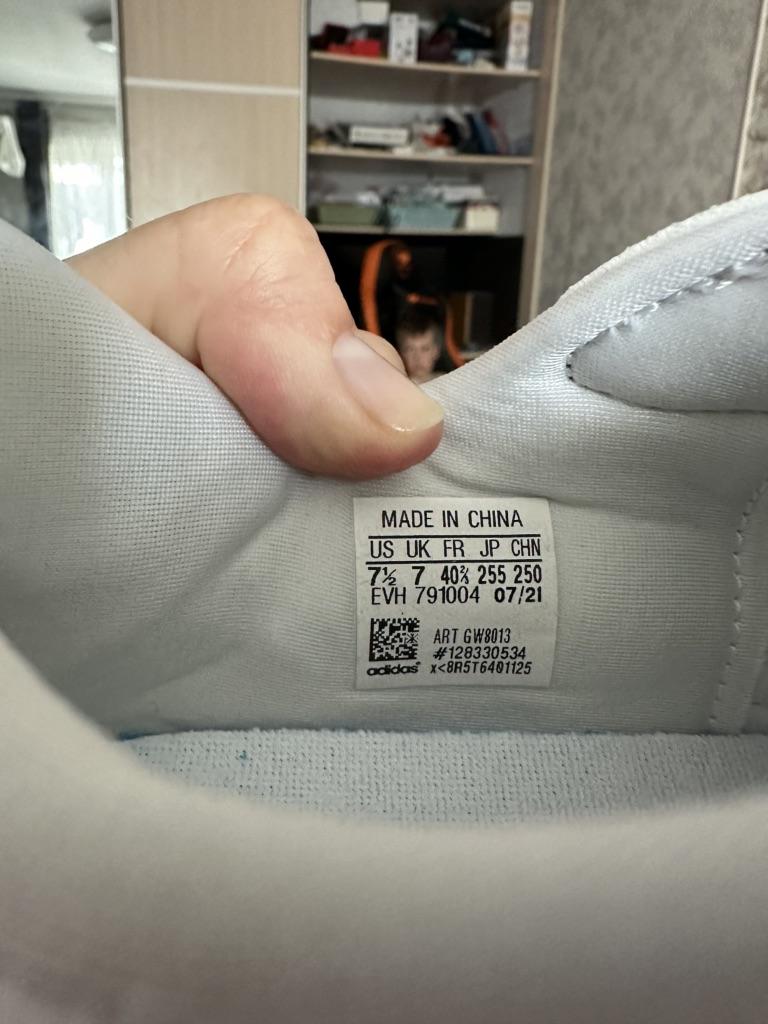 MADE IN CHINA
US UK FR JP CHN
7½ 7 40⅔ 255 250
EVH 791004 07/21
ART GW8013
#128330534
adidas® x<8R5T6401125